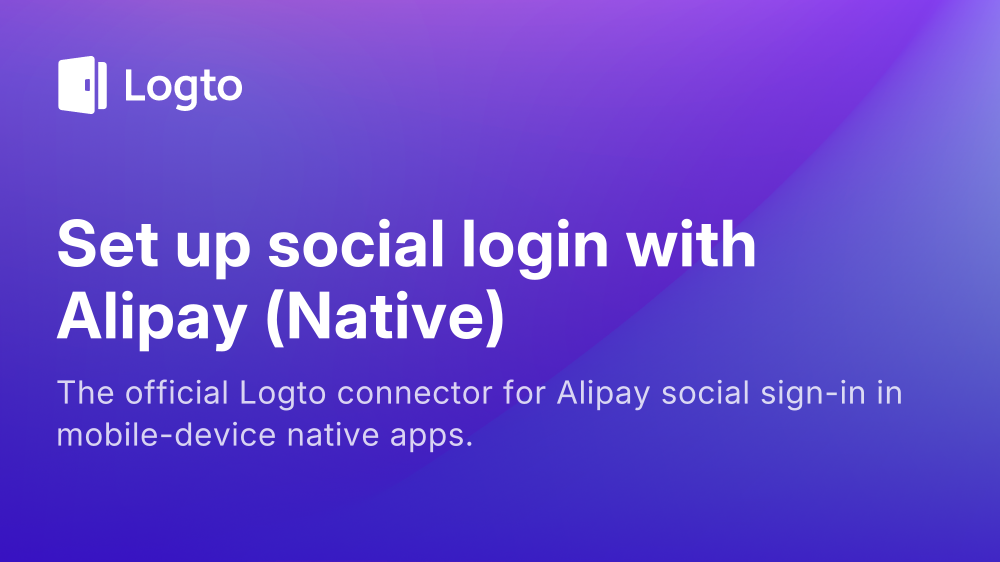 Logto
Set up social login with
Alipay (Native)
The official Logto connector for Alipay social sign-in in
mobile-device native apps.